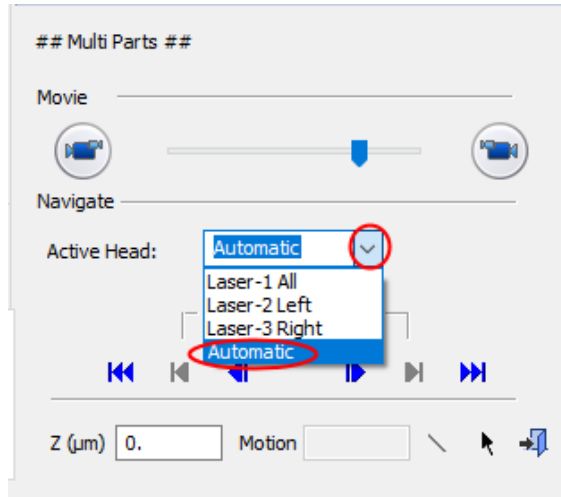 ## Multi Parts ##
Movie
Navigate
Active Head: Automatic
Laser-1 All
Laser-2 Left
Laser-3 Right
Automatic
Z (µm) 0. Motion